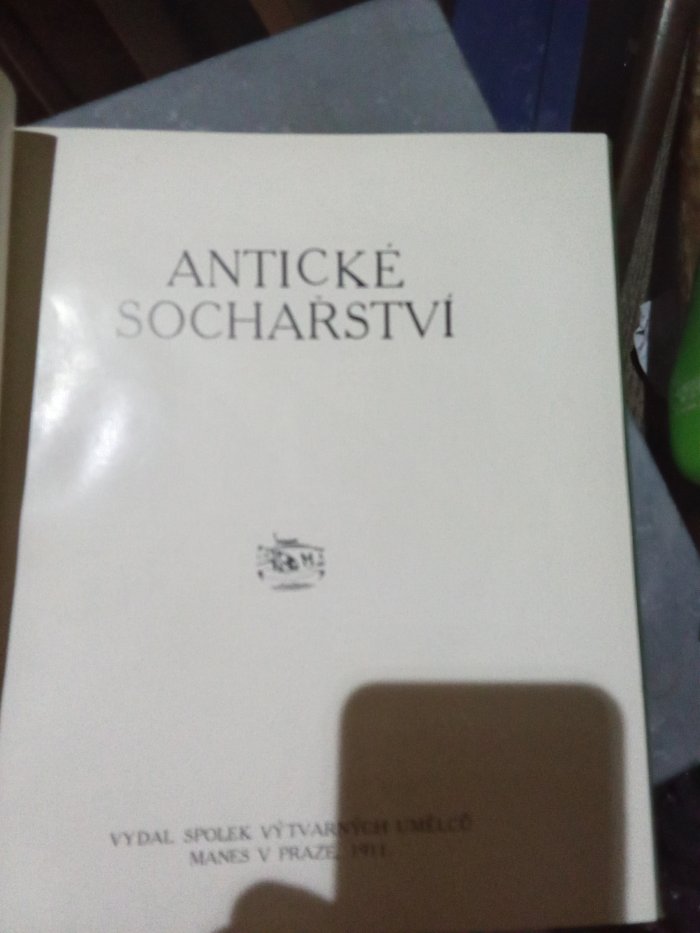 ANTICKÉ
SOCHAŘSTVÍ
VYDAL SPOLEK VÝTVARNÝCH UMĚLCŮ
MANES V PRAZE, 1911